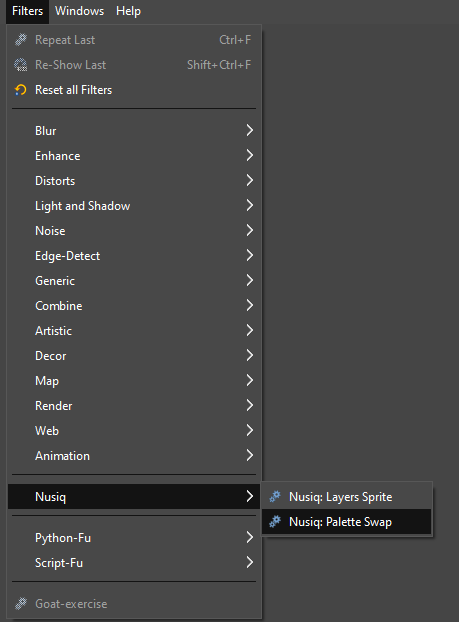 Filters Windows Help
Repeat Last Ctrl+F
Re-Show Last Shift+Ctrl+F
Reset all Filters
Blur
Enhance
Distorts
Light and Shadow
Noise
Edge-Detect
Generic
Combine
Artistic
Decor
Map
Render
Web
Animation
Nusiq
Nusiq: Layers Sprite
Nusiq: Palette Swap
Python-Fu
Script-Fu
Goat-exercise